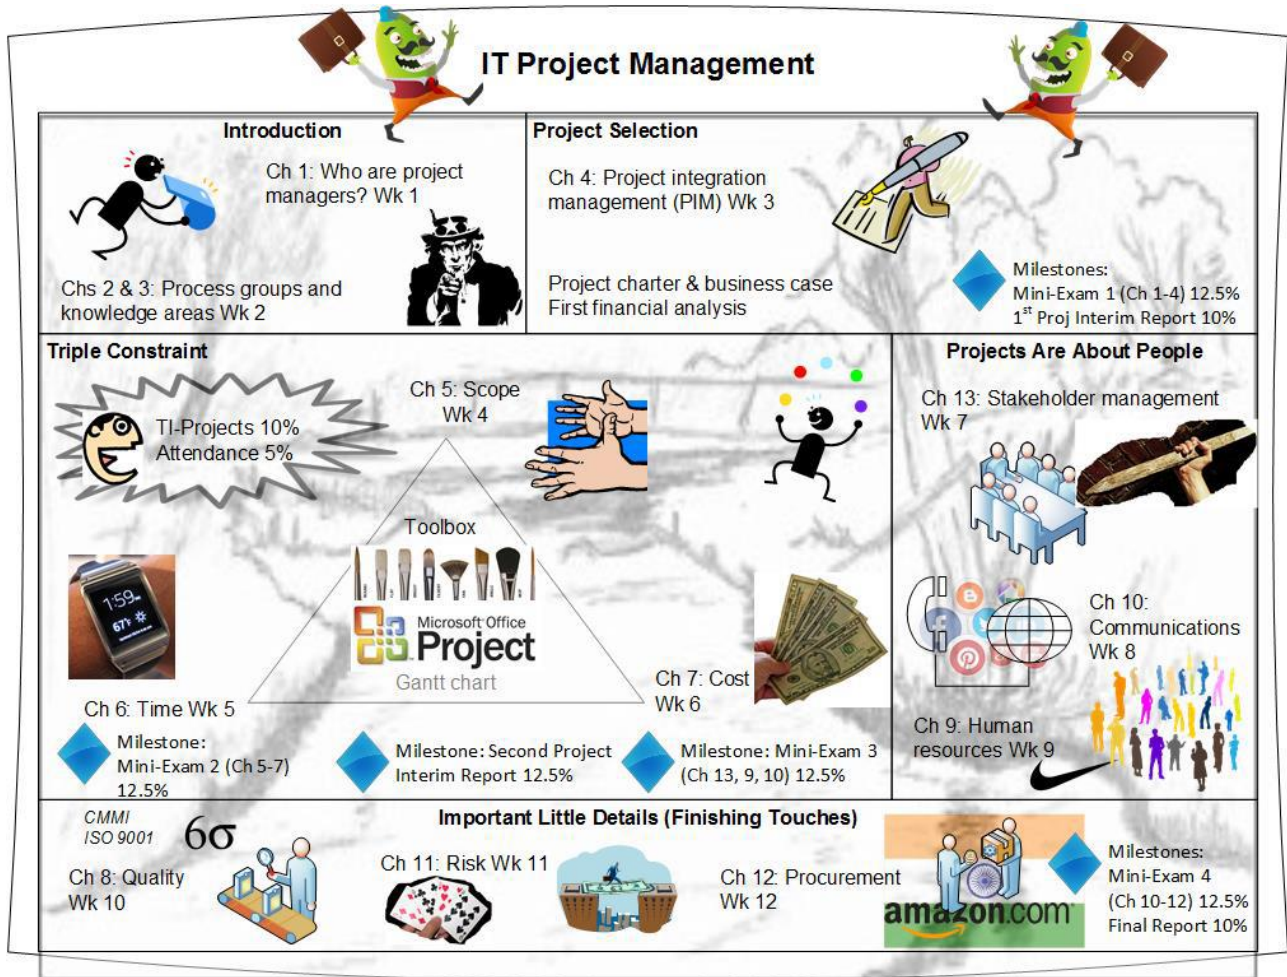 IT Project Management
Introduction
Ch 1: Who are project
managers? Wk 1
Chs 2 & 3: Process groups and
knowledge areas Wk 2
Project Selection
Ch 4: Project integration
management (PIM) Wk 3
Project charter & business case
First financial analysis
Milestones:
Mini-Exam 1 (Ch 1-4) 12.5%
1st Proj Interim Report 10%
Triple Constraint
TI-Projects 10%
Attendance 5%
Ch 5: Scope
Wk 4
Toolbox
Microsoft Office
Project
Gantt chart
1:59
67°F
Ch 6: Time Wk 5
Ch 7: Cost
Wk 6
Milestone:
Mini-Exam 2 (Ch 5-7)
12.5%
Milestone: Second Project
Interim Report 12.5%
Milestone: Mini-Exam 3
(Ch 13, 9, 10) 12.5%
Projects Are About People
Ch 13: Stakeholder management
Wk 7
Ch 10:
Communications
Wk 8
Ch 9: Human
resources Wk 9
Important Little Details (Finishing Touches)
CMMI
ISO 9001
6σ
Ch 8: Quality
Wk 10
Ch 11: Risk Wk 11
Ch 12: Procurement
Wk 12
amazon.com
Milestones:
Mini-Exam 4
(Ch 10-12) 12.5%
Final Report 10%